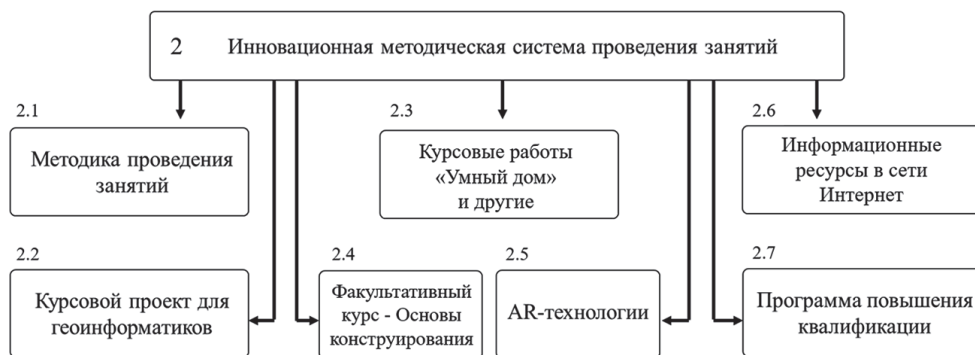 2 Инновационная методическая система проведения занятий
2.1
Методика проведения
занятий
2.3
Курсовые работы
«Умный дом»
и другие
2.6
Информационные
ресурсы в сети
Интернет
2.2
Курсовой проект для
геоинформатиков
2.4
Факультативный
курс - Основы
конструирования
2.5
AR-технологии
2.7
Программа повышения
квалификации